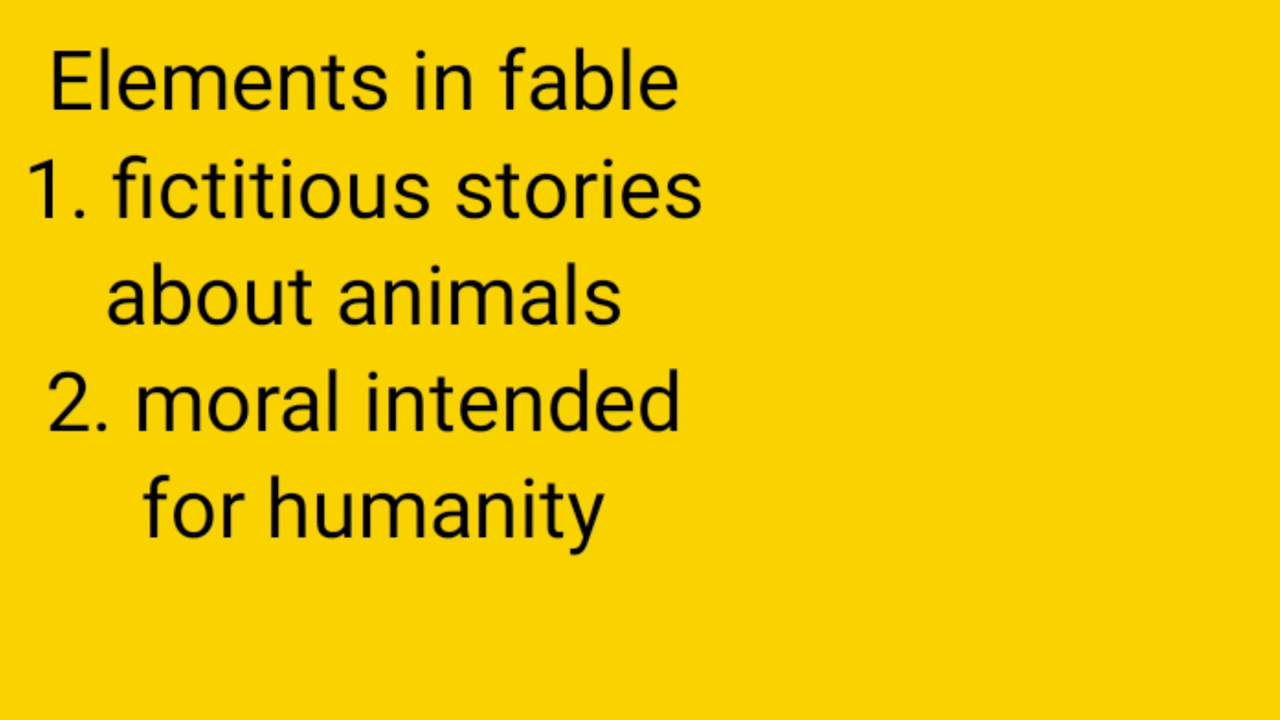 Elements in fable
1. fictitious stories
about animals
2. moral intended
for humanity